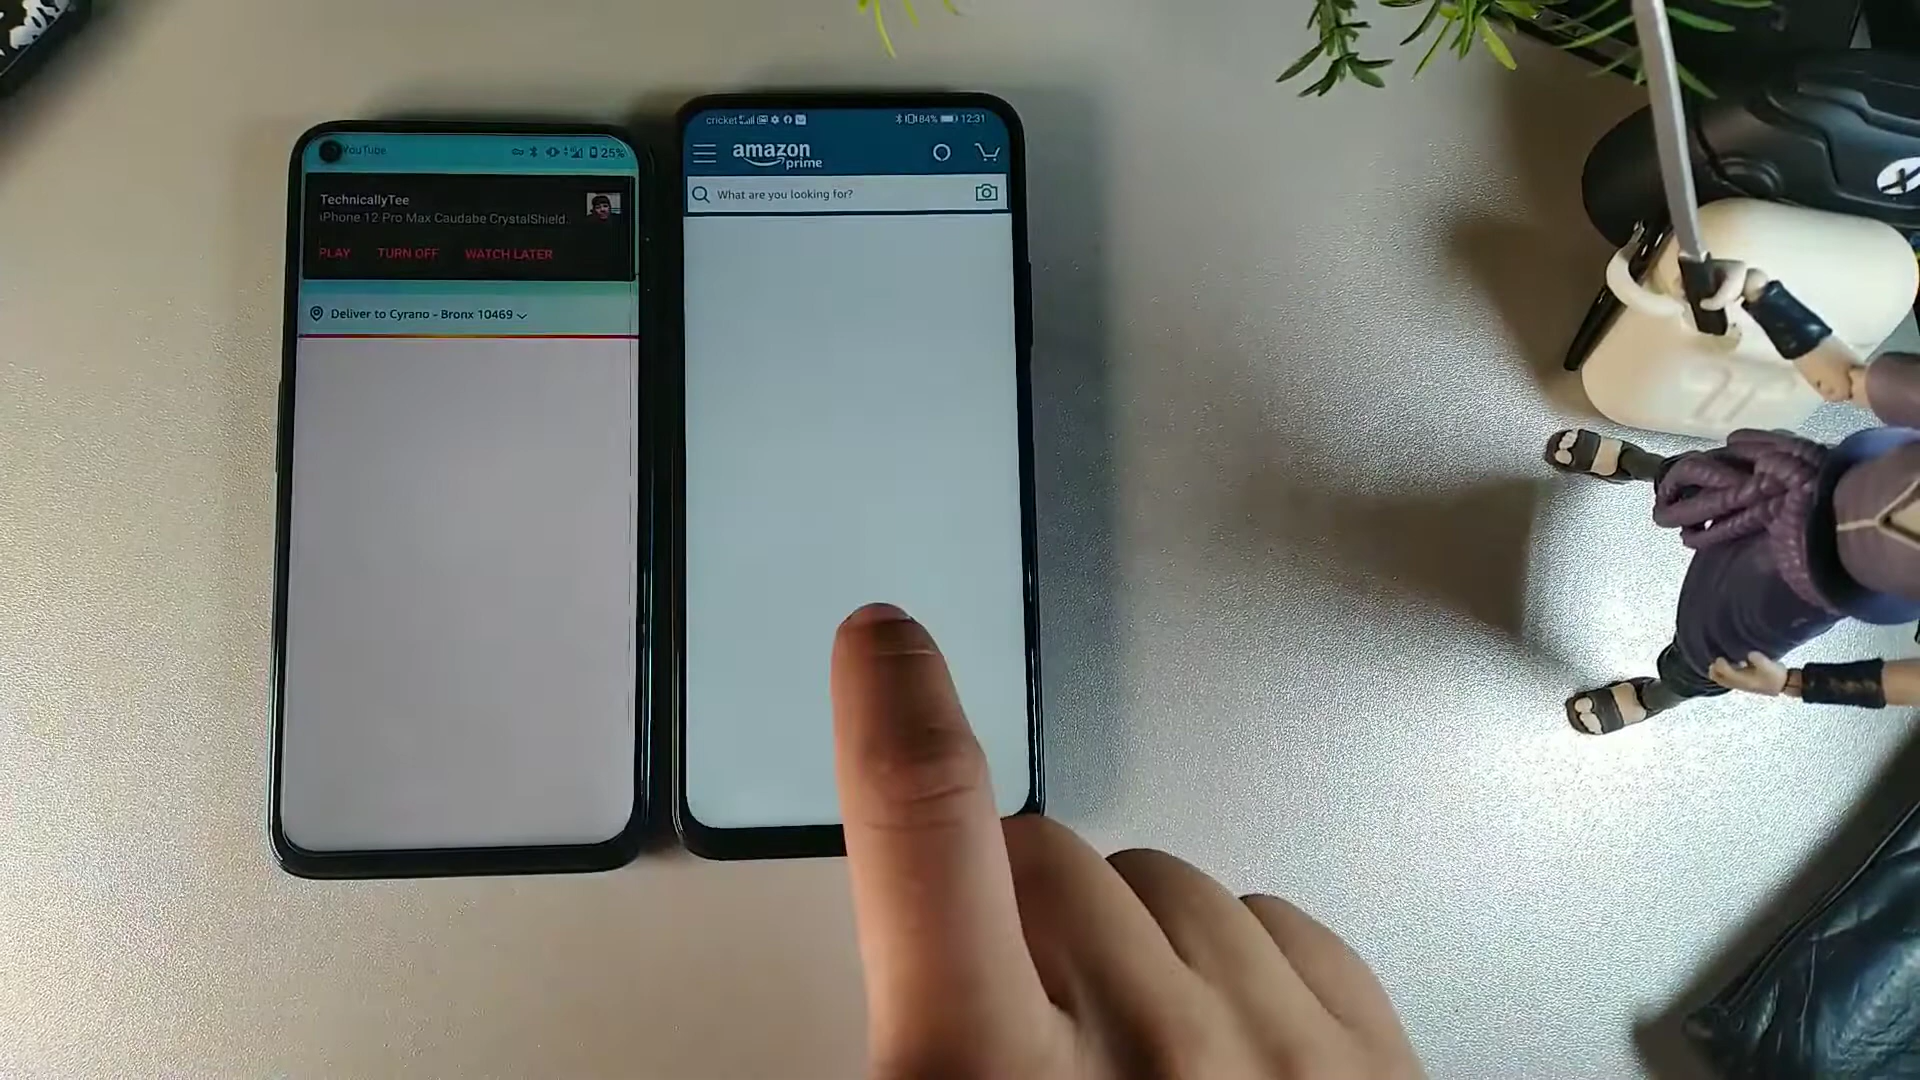 YouTube
25%
TechnicallyTee
iPhone 12 Pro Max Caudabe CrystalShield..
PLAY TURN OFF WATCH LATER
Deliver to Cyrano - Bronx 10469
cricket
84% 12:31
amazon
prime
What are you looking for?